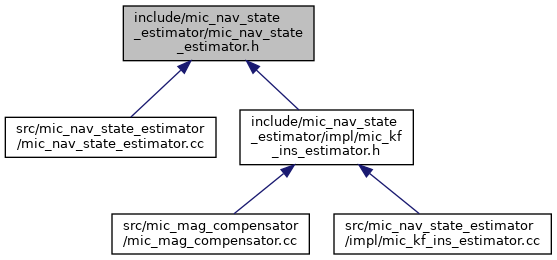 include/mic_nav_state
_estimator/mic_nav_state
_estimator.h
src/mic_nav_state_estimator
/mic_nav_state_estimator.cc
include/mic_nav_state
_estimator/impl/mic_kf
_ins_estimator.h
src/mic_mag_compensator
/mic_mag_compensator.cc
src/mic_nav_state_estimator
/impl/mic_kf_ins_estimator.cc